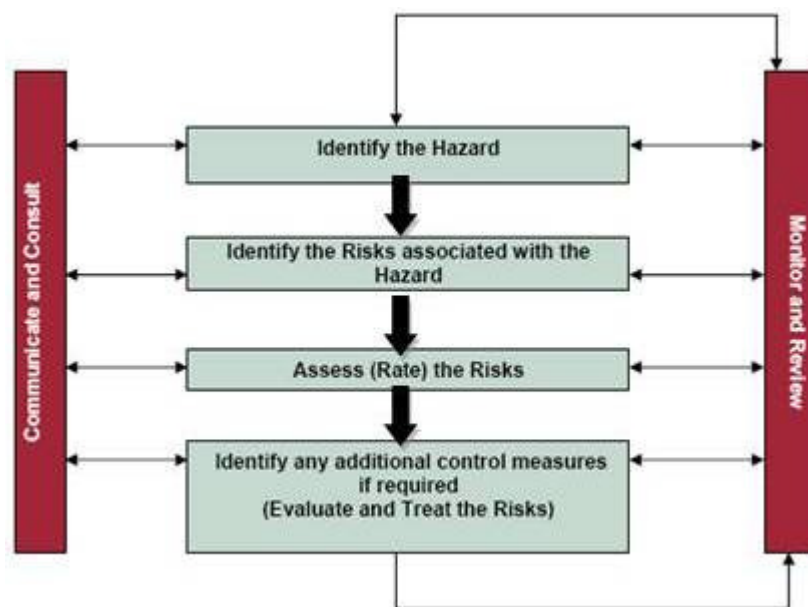 Communicate and Consult
Identify the Hazard
Identify the Risks associated with the
Hazard
Assess (Rate) the Risks
Identify any additional control measures
if required
(Evaluate and Treat the Risks)
Monitor and Review